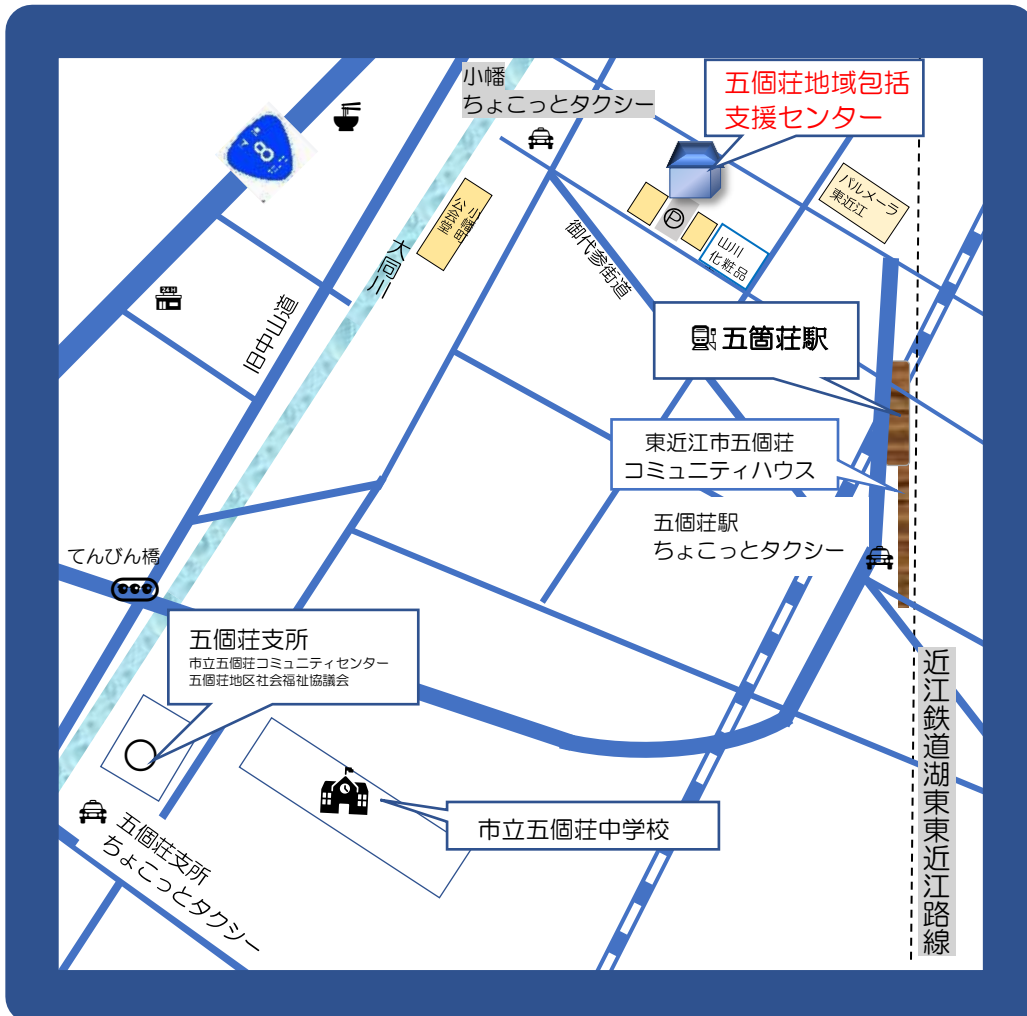 小幡
ちょこっとタクシー
五個荘地域包括
支援センター
8
24H
小幡町
公会堂
大同川
御代参街道
P
山川
化粧品
パルメーラ
東近江
旧中山道
五箇荘駅
東近江市五個荘
コミュニティハウス
五個荘駅
ちょこっとタクシー
てんびん橋
五個荘支所
市立五個荘コミュニティセンター
五個荘地区社会福祉協議会
市立五個荘中学校
五個荘支所
ちょこっとタクシー
近江鉄道湖東東近江路線